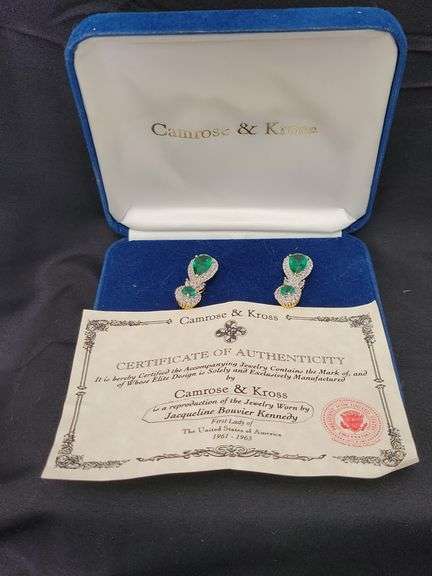 Camrose & Kross
Camrose & Kross
CERTIFICATE OF AUTHENTICITY
It is hereby Certified the Accompanying Jewelry Contains the Mark of, and
of Whose Elite Design is Solely and Exclusively Manufactured
by
Camrose & Kross
is a reproduction of the Jewelry Worn by
Jacqueline Bouvier Kennedy
First Lady of
The United States of America
1961 - 1963